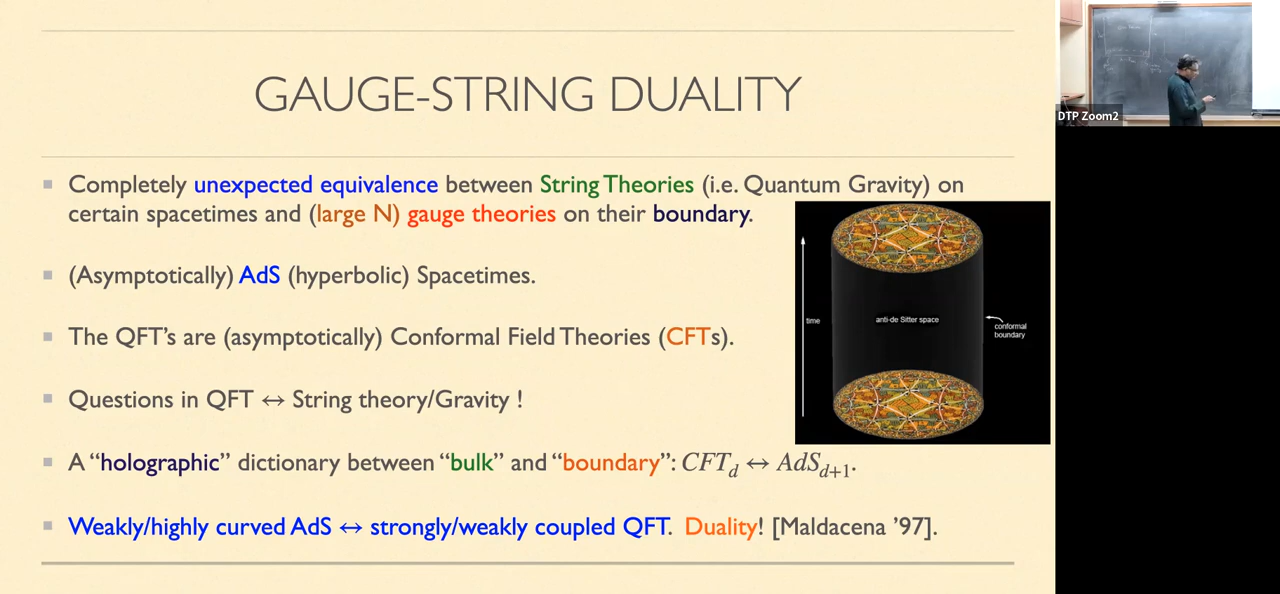 GAUGE-STRING DUALITY
Completely unexpected equivalence between String Theories (i.e. Quantum Gravity) on
certain spacetimes and (large N) gauge theories on their boundary.
(Asymptotically) AdS (hyperbolic) Spacetimes.
The QFT's are (asymptotically) Conformal Field Theories (CFTs).
Questions in QFT ↔ String theory/Gravity !
A “holographic” dictionary between “bulk” and “boundary”: CFT_d ↔ AdS_{d+1}.
Weakly/highly curved AdS ↔ strongly/weakly coupled QFT. Duality! [Maldacena ’97].
time
anti-de Sitter space
conformal
boundary
DTP Zoom2